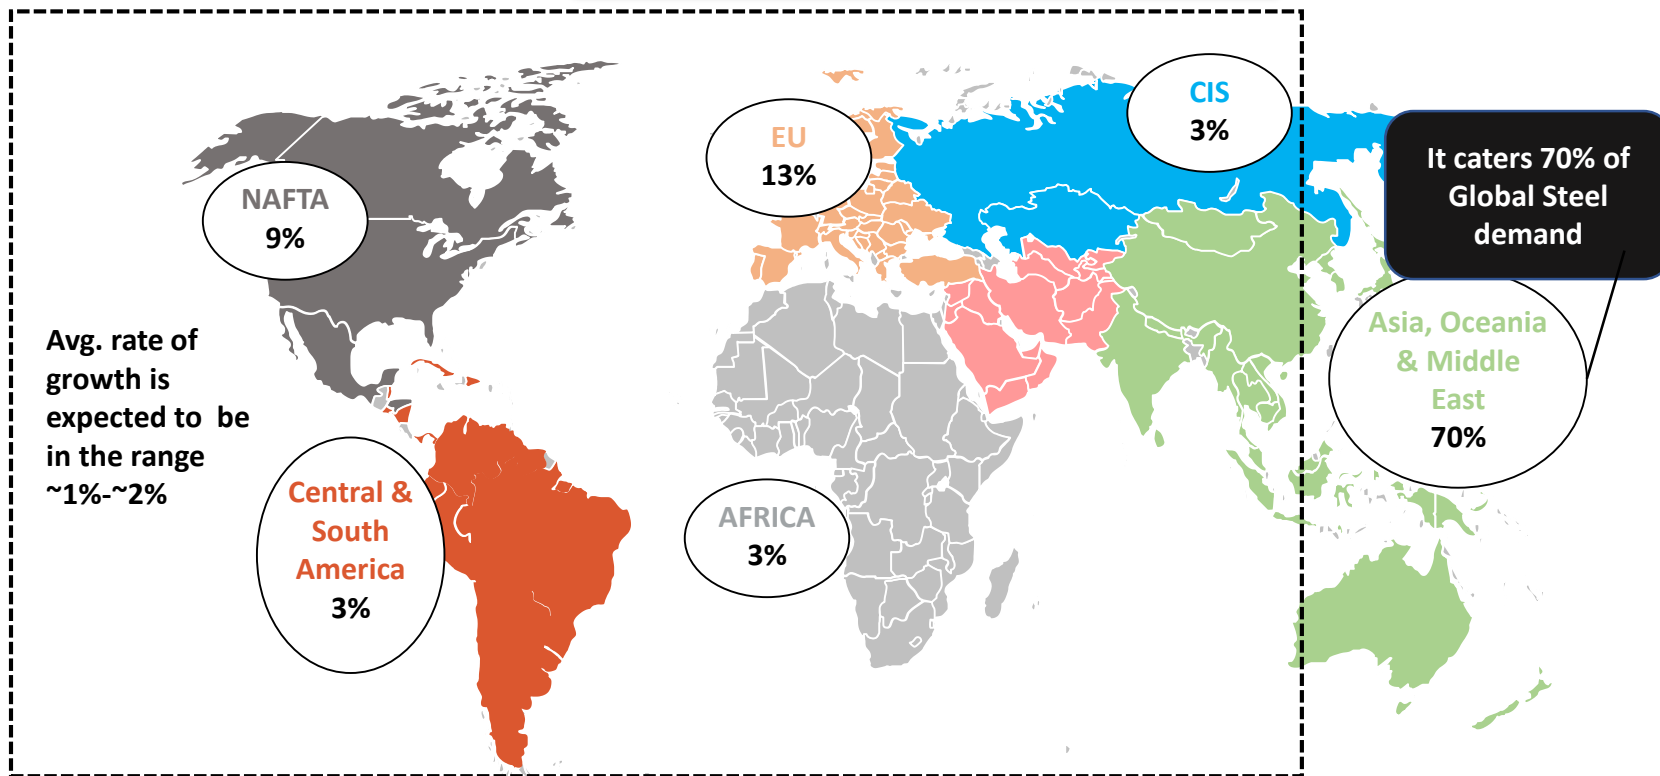 NAFTA
9%
EU
13%
CIS
3%
It caters 70% of
Global Steel
demand
Asia, Oceania
& Middle
East
70%
Avg. rate of
growth is
expected to  be
in the range
~1%-~2%
Central &
South
America
3%
AFRICA
3%